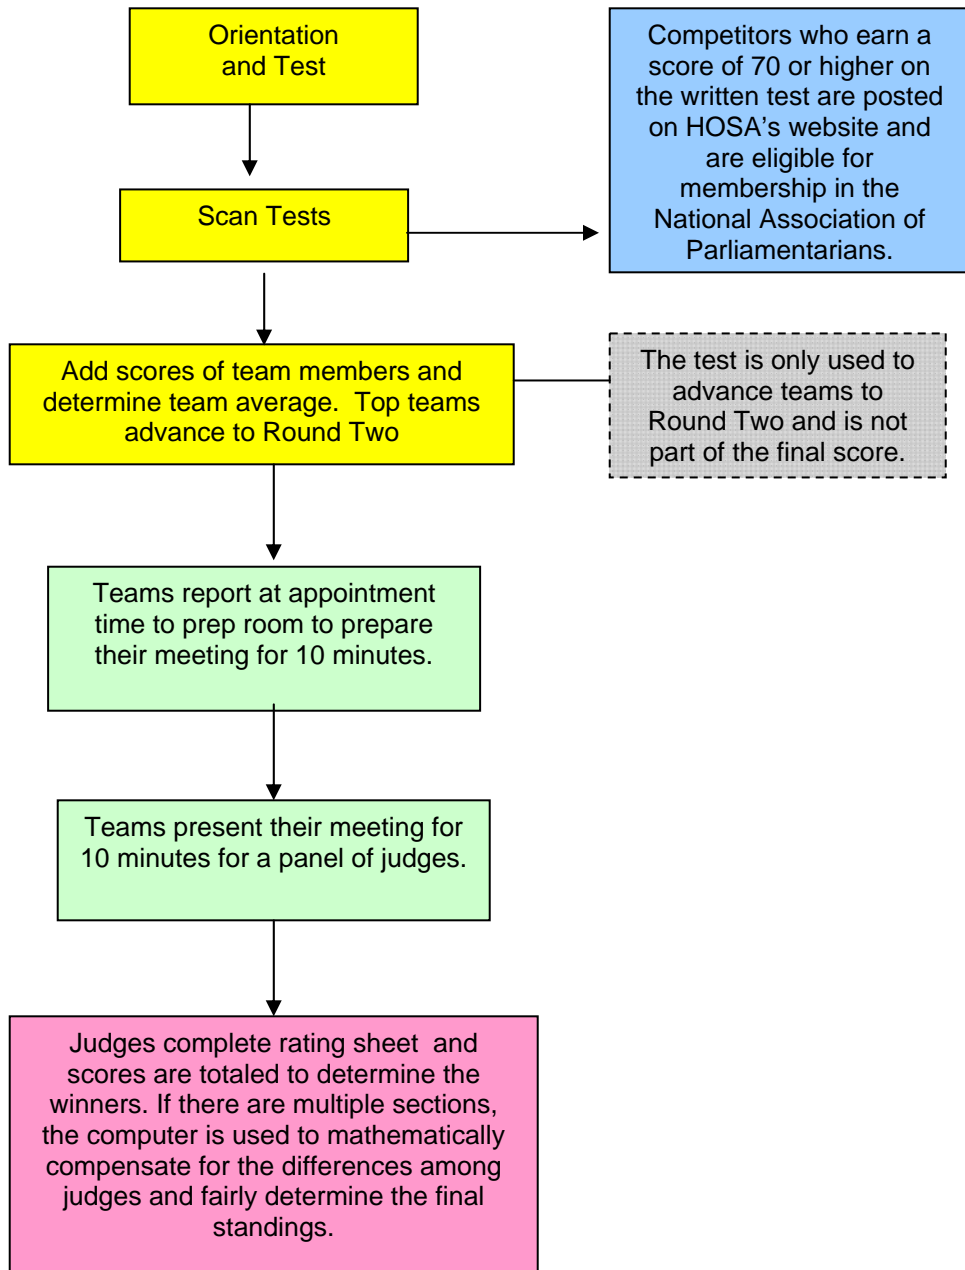 Orientation
and Test
Competitors who earn a
score of 70 or higher on
the written test are posted
on HOSA's website and
are eligible for
membership in the
National Association of
Parliamentarians.
Scan Tests
Add scores of team members and
determine team average.  Top teams
advance to Round Two
The test is only used to
advance teams to
Round Two and is not
part of the final score.
Teams report at appointment
time to prep room to prepare
their meeting for 10 minutes.
Teams present their meeting for
10 minutes for a panel of judges.
Judges complete rating sheet  and
scores are totaled to determine the
winners. If there are multiple sections,
the computer is used to mathematically
compensate for the differences among
judges and fairly determine the final
standings.